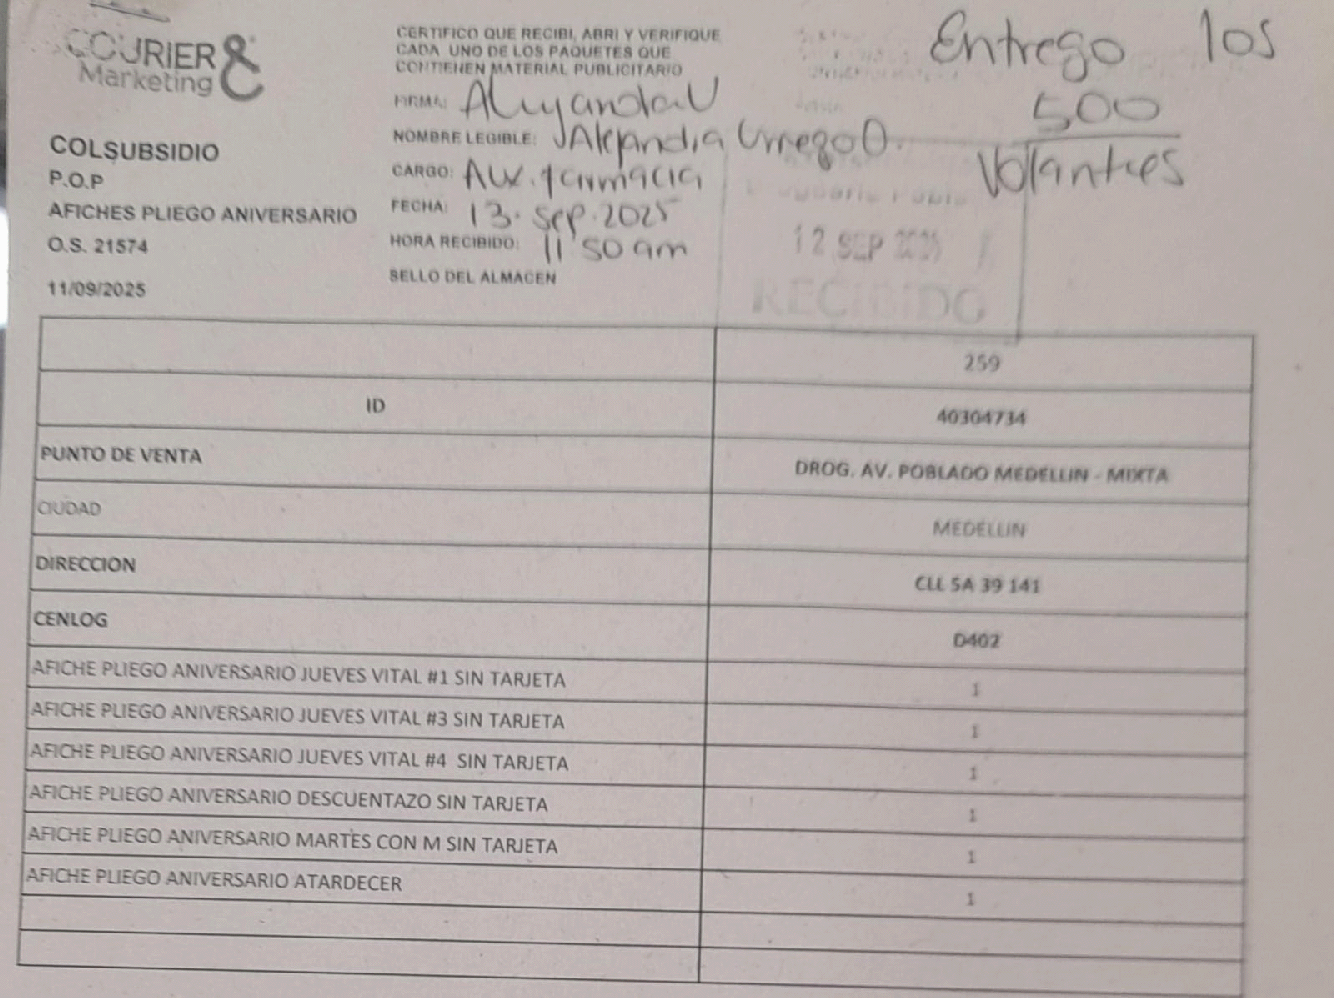 COURIER &
Marketing
COLSUBSIDIO
P.O.P
AFICHES PLIEGO ANIVERSARIO
O.S. 21574
11/09/2025
CERTIFICO QUE RECIBI, ABRI Y VERIFIQUE
CADA UNO DE LOS PAQUETES QUE
CONTIENEN MATERIAL PUBLICITARIO
FIRMA: Alejandra U
NOMBRE LEGIBLE: Alejandra Urrego O.
CARGO: Aux. farmacia
FECHA: 13. Sep. 2025
HORA RECIBIDO: 11:50 am
SELLO DEL ALMACEN
Entrego los
500
Volantes
12 SEP
RECIBIDO
259
ID 40304734
PUNTO DE VENTA DROG. AV. POBLADO MEDELLIN - MIXTA
CIUDAD MEDELLIN
DIRECCION CLL 5A 39 141
CENLOG D402
AFICHE PLIEGO ANIVERSARIO JUEVES VITAL #1 SIN TARJETA 1
AFICHE PLIEGO ANIVERSARIO JUEVES VITAL #3 SIN TARJETA 1
AFICHE PLIEGO ANIVERSARIO JUEVES VITAL #4 SIN TARJETA 1
AFICHE PLIEGO ANIVERSARIO DESCUENTAZO SIN TARJETA 1
AFICHE PLIEGO ANIVERSARIO MARTES CON M SIN TARJETA 1
AFICHE PLIEGO ANIVERSARIO ATARDECER 1